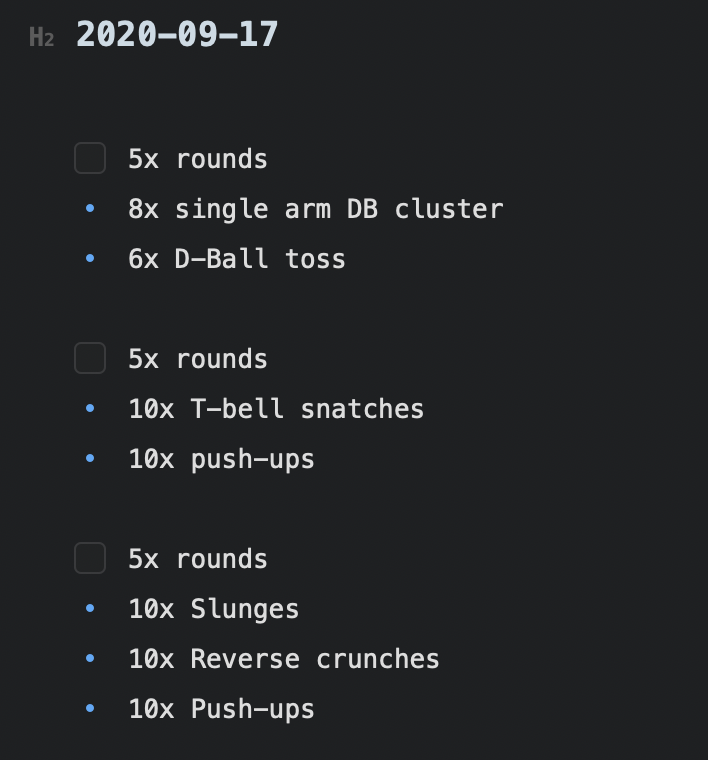 H2 2020-09-17
5x rounds
8x single arm DB cluster
6x D-Ball toss
5x rounds
10x T-bell snatches
10x push-ups
5x rounds
10x Slunges
10x Reverse crunches
10x Push-ups